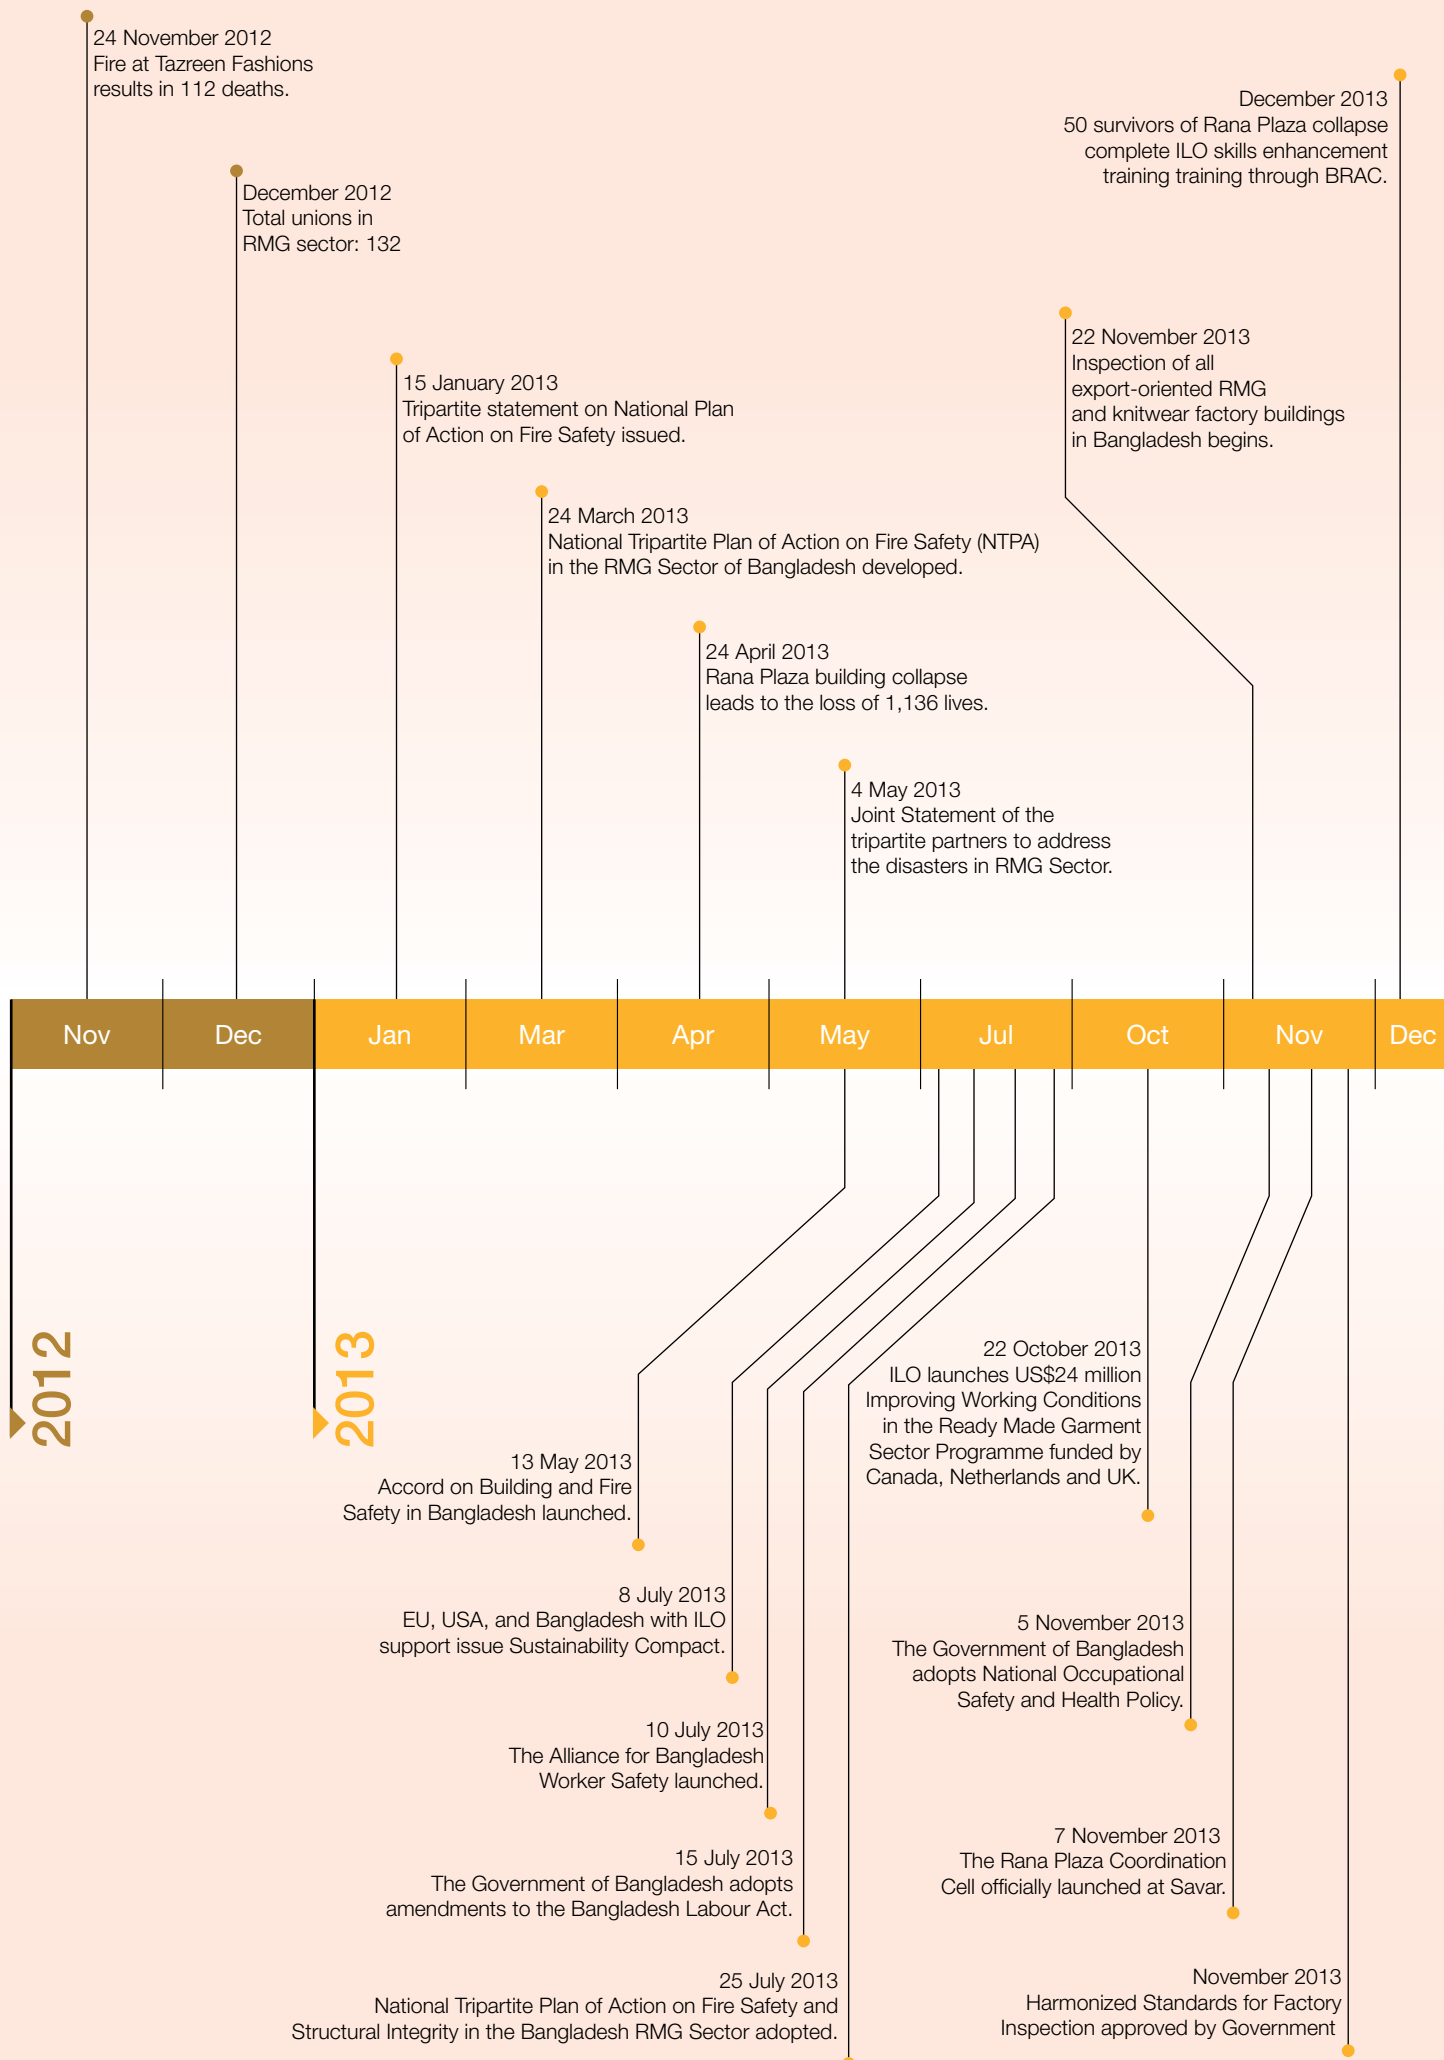 24 November 2012
Fire at Tazreen Fashions
results in 112 deaths.
December 2013
50 survivors of Rana Plaza collapse
complete ILO skills enhancement
training training through BRAC.
December 2012
Total unions in
RMG sector: 132
22 November 2013
Inspection of all
export-oriented RMG
and knitwear factory buildings
in Bangladesh begins.
15 January 2013
Tripartite statement on National Plan
of Action on Fire Safety issued.
24 March 2013
National Tripartite Plan of Action on Fire Safety (NTPA)
in the RMG Sector of Bangladesh developed.
24 April 2013
Rana Plaza building collapse
leads to the loss of 1,136 lives.
4 May 2013
Joint Statement of the
tripartite partners to address
the disasters in RMG Sector.
Nov Dec Jan Mar Apr May Jul Oct Nov Dec
2012
2013
22 October 2013
ILO launches US$24 million
Improving Working Conditions
in the Ready Made Garment
Sector Programme funded by
Canada, Netherlands and UK.
13 May 2013
Accord on Building and Fire
Safety in Bangladesh launched.
8 July 2013
EU, USA, and Bangladesh with ILO
support issue Sustainability Compact.
5 November 2013
The Government of Bangladesh
adopts National Occupational
Safety and Health Policy.
10 July 2013
The Alliance for Bangladesh
Worker Safety launched.
7 November 2013
The Rana Plaza Coordination
Cell officially launched at Savar.
15 July 2013
The Government of Bangladesh adopts
amendments to the Bangladesh Labour Act.
25 July 2013
National Tripartite Plan of Action on Fire Safety and
Structural Integrity in the Bangladesh RMG Sector adopted.
November 2013
Harmonized Standards for Factory
Inspection approved by Government